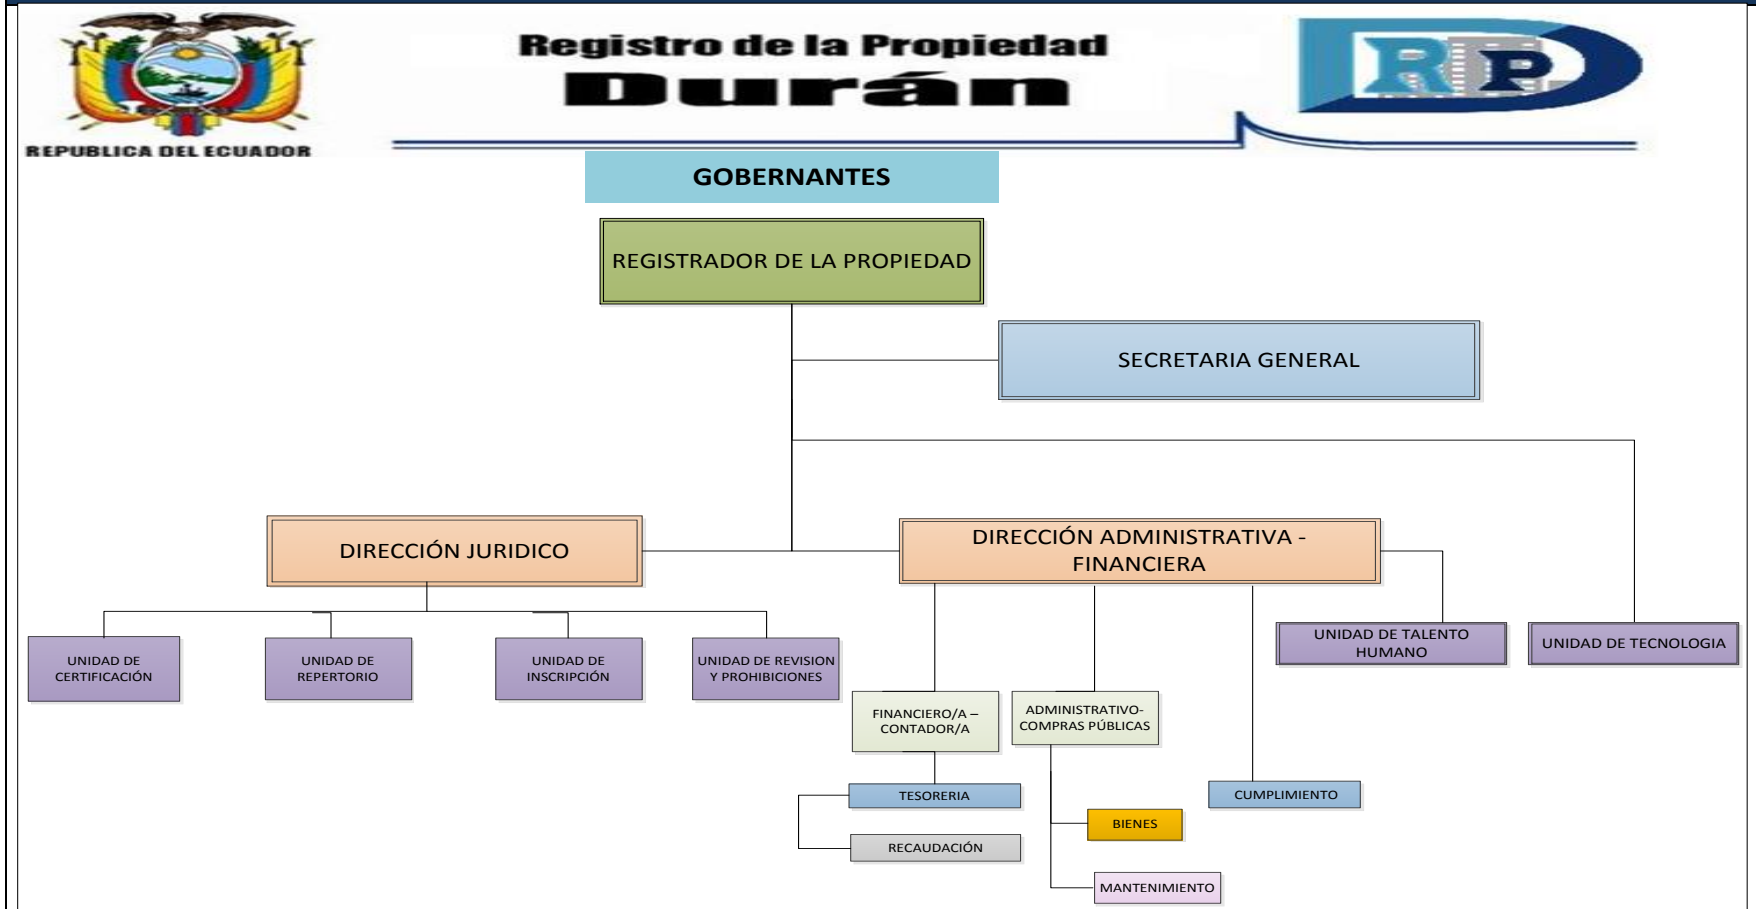 Registro de la Propiedad
Durán
RP
REPUBLICA DEL ECUADOR
GOBERNANTES
REGISTRADOR DE LA PROPIEDAD
SECRETARIA GENERAL
DIRECCIÓN JURIDICO
DIRECCIÓN ADMINISTRATIVA -
FINANCIERA
UNIDAD DE
CERTIFICACIÓN
UNIDAD DE
REPERTORIO
UNIDAD DE
INSCRIPCIÓN
UNIDAD DE REVISION
Y PROHIBICIONES
UNIDAD DE TALENTO
HUMANO
UNIDAD DE TECNOLOGIA
FINANCIERO/A –
CONTADOR/A
ADMINISTRATIVO-
COMPRAS PÚBLICAS
TESORERIA
CUMPLIMIENTO
BIENES
RECAUDACIÓN
MANTENIMIENTO